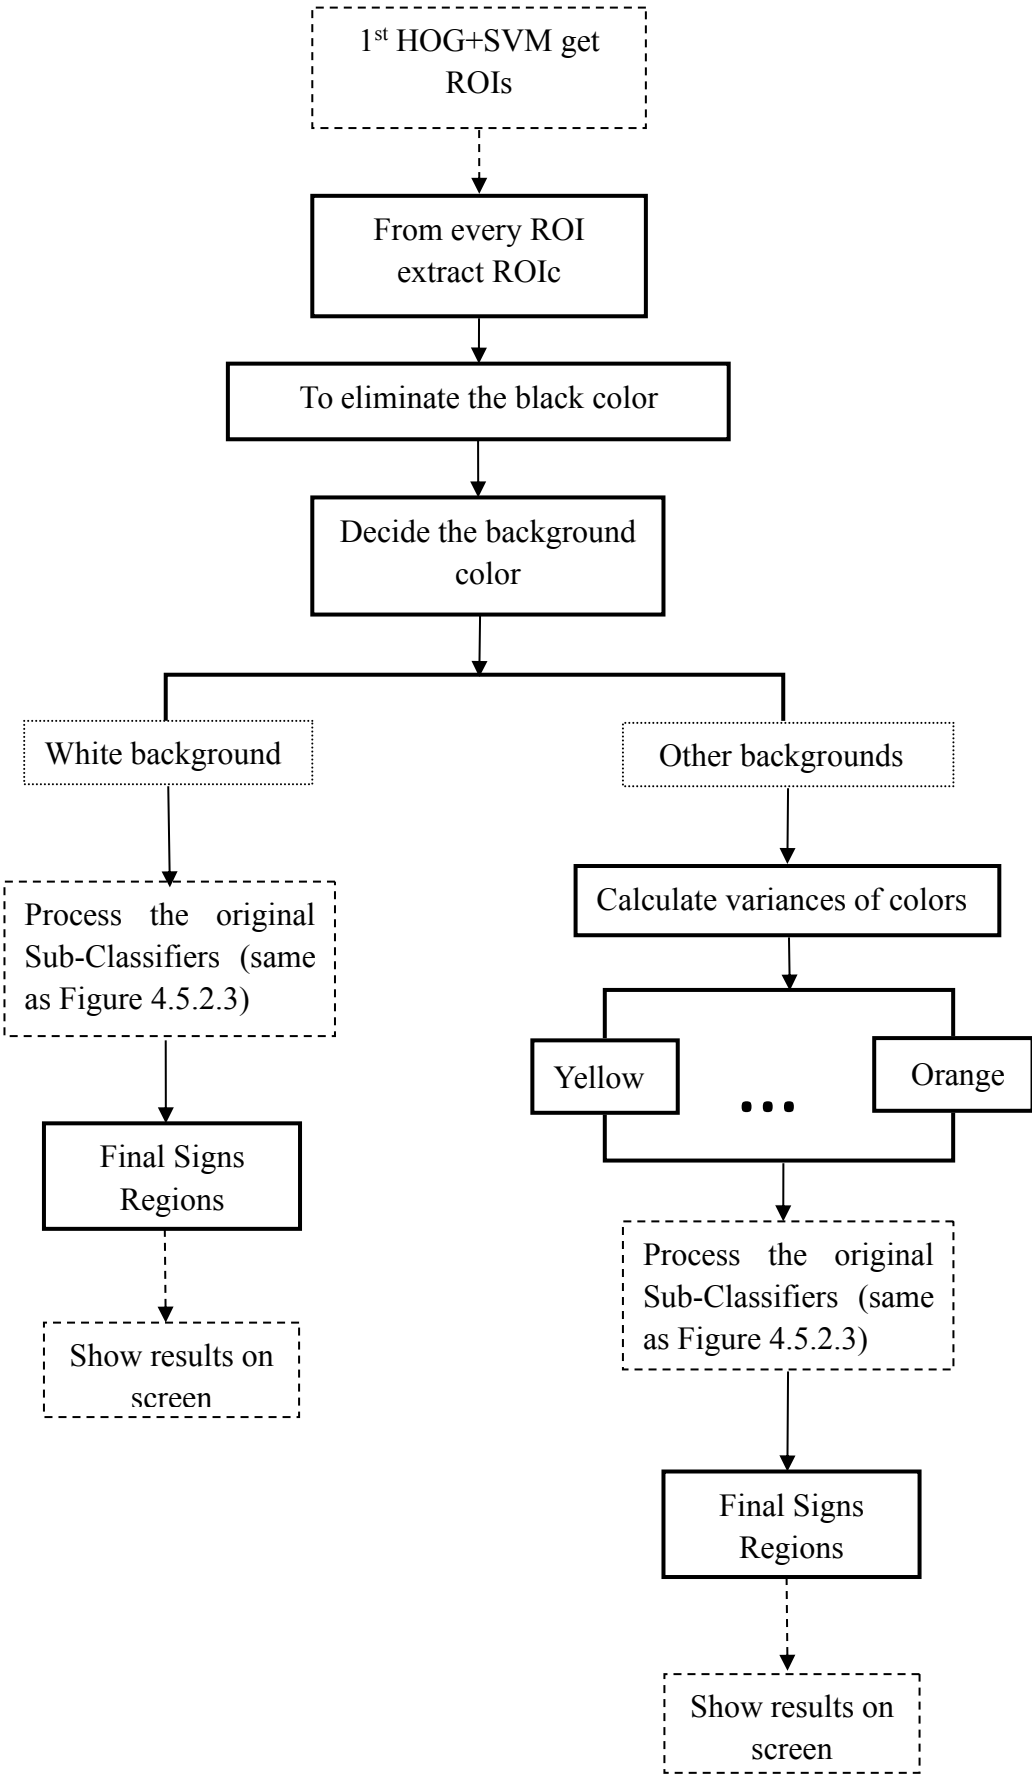 1st HOG+SVM get
ROIs
From every ROI
extract ROIc
To eliminate the black color
Decide the background
color
White background
Other backgrounds
Process the original
Sub-Classifiers (same
as Figure 4.5.2.3)
Calculate variances of colors
Yellow
...
Orange
Final Signs
Regions
Process the original
Sub-Classifiers (same
as Figure 4.5.2.3)
Show results on
screen
Final Signs
Regions
Show results on
screen